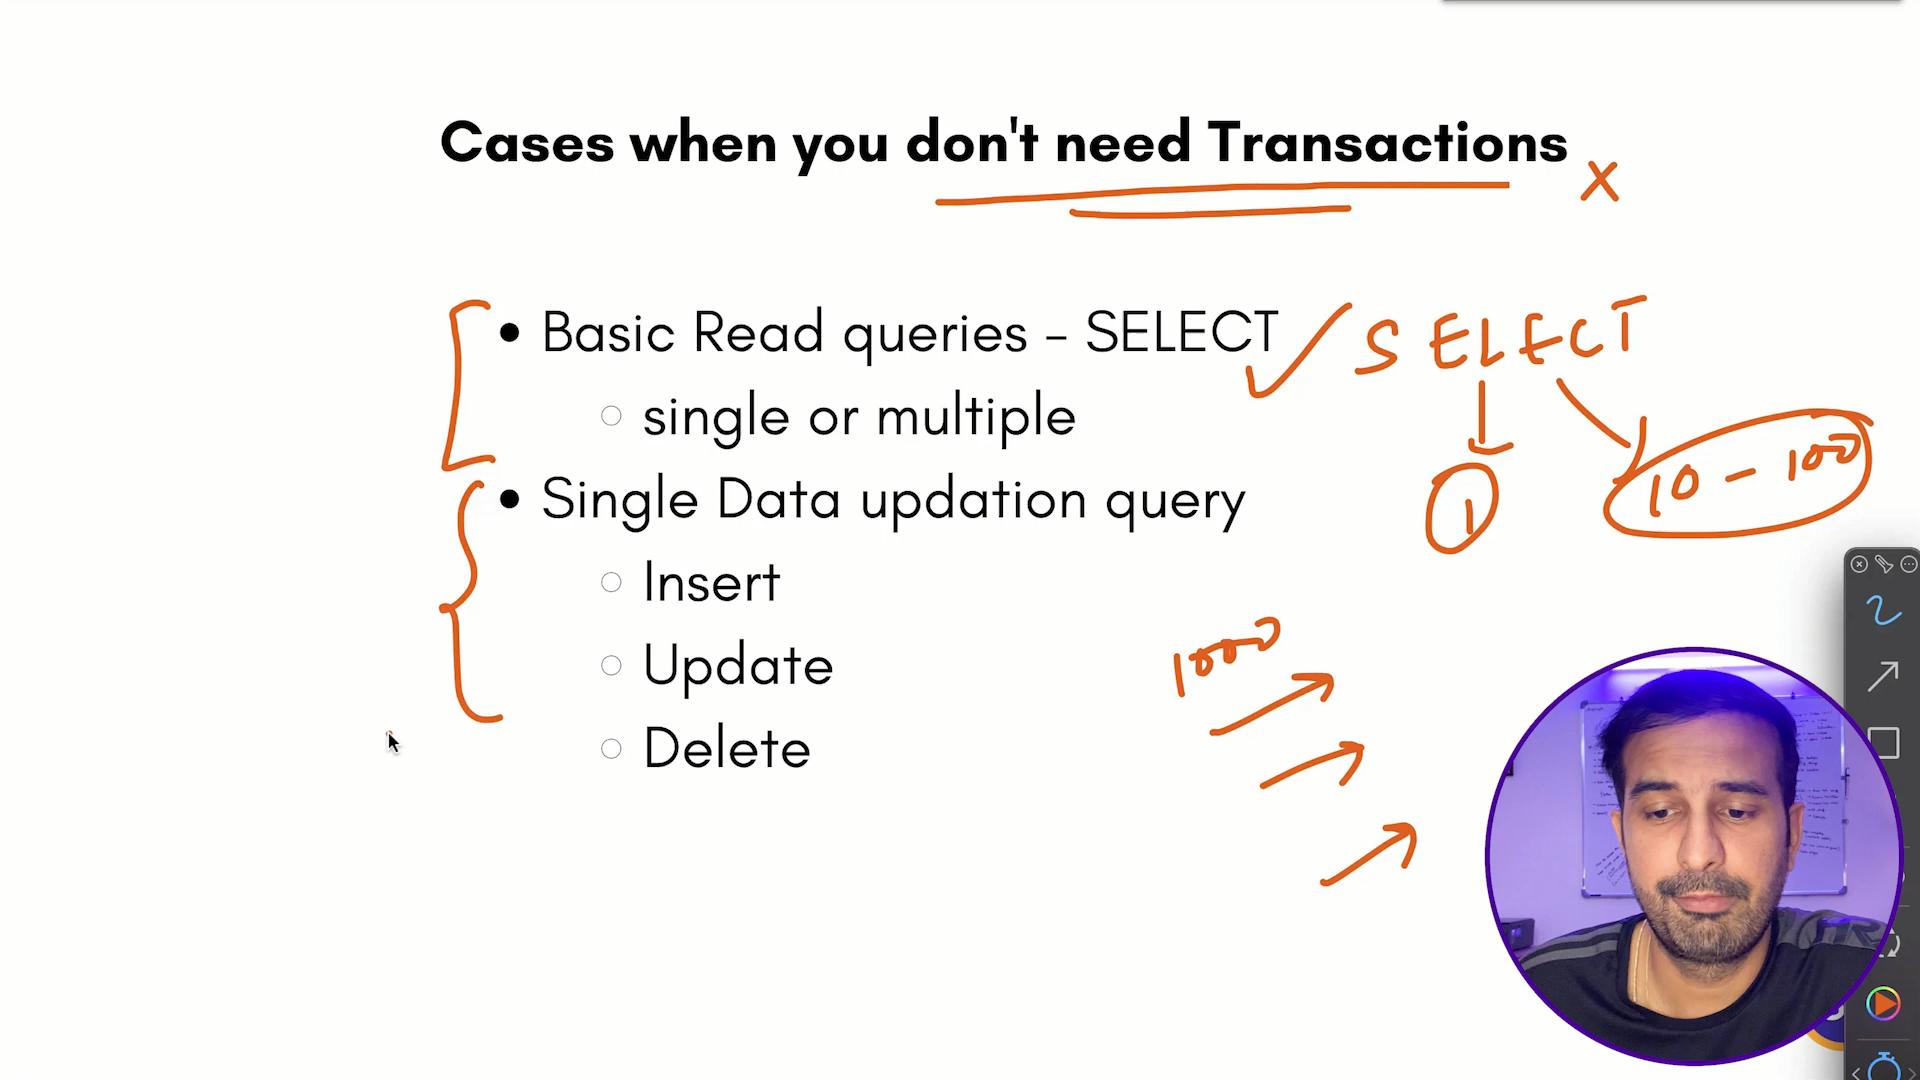 Cases when you don't need Transactions
x
• Basic Read queries - SELECT
SELECT
○ single or multiple
10 - 100
• Single Data updation query
1
○ Insert
1000
○ Update
○ Delete